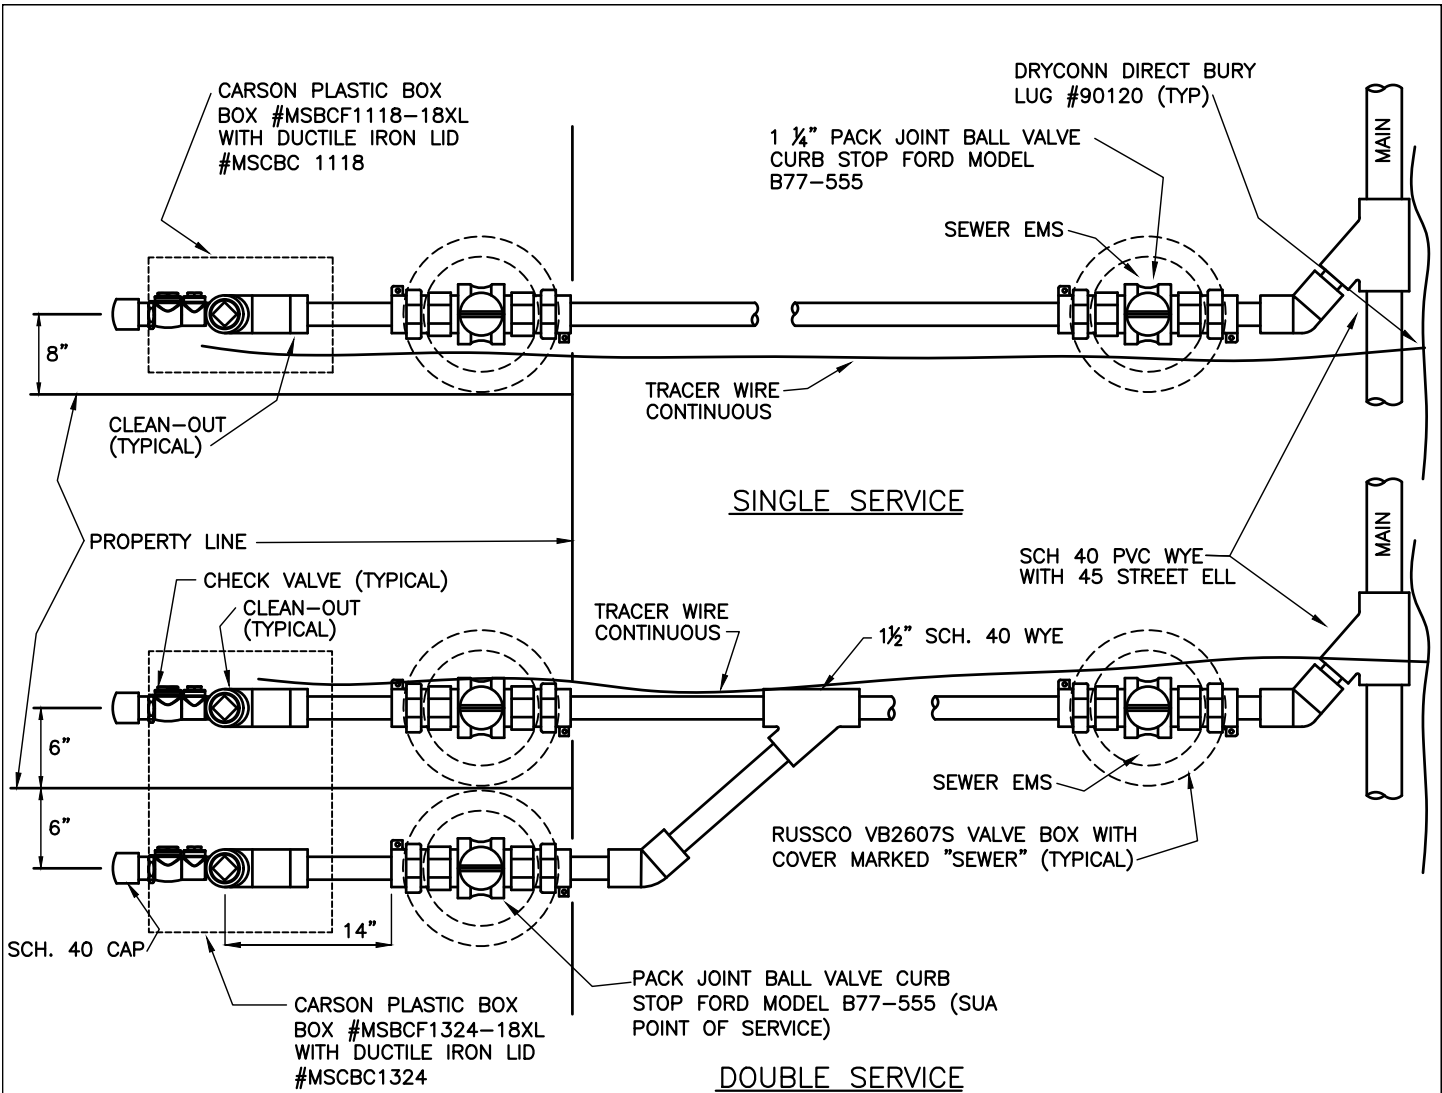 CARSON PLASTIC BOX
BOX #MSBCF1118-18XL
WITH DUCTILE IRON LID
#MSCBC 1118
DRYCONN DIRECT BURY
LUG #90120 (TYP)
1 ¼" PACK JOINT BALL VALVE
CURB STOP FORD MODEL
B77-555
MAIN
SEWER EMS
8"
TRACER WIRE
CONTINUOUS
CLEAN-OUT
(TYPICAL)
SINGLE SERVICE
PROPERTY LINE
MAIN
SCH 40 PVC WYE
WITH 45 STREET ELL
CHECK VALVE (TYPICAL)
CLEAN-OUT
(TYPICAL)
TRACER WIRE
CONTINUOUS
1½" SCH. 40 WYE
6"
SEWER EMS
6"
RUSSCO VB2607S VALVE BOX WITH
COVER MARKED "SEWER" (TYPICAL)
14"
SCH. 40 CAP
PACK JOINT BALL VALVE CURB
STOP FORD MODEL B77-555 (SUA
POINT OF SERVICE)
CARSON PLASTIC BOX
BOX #MSBCF1324-18XL
WITH DUCTILE IRON LID
#MSCBC1324
DOUBLE SERVICE